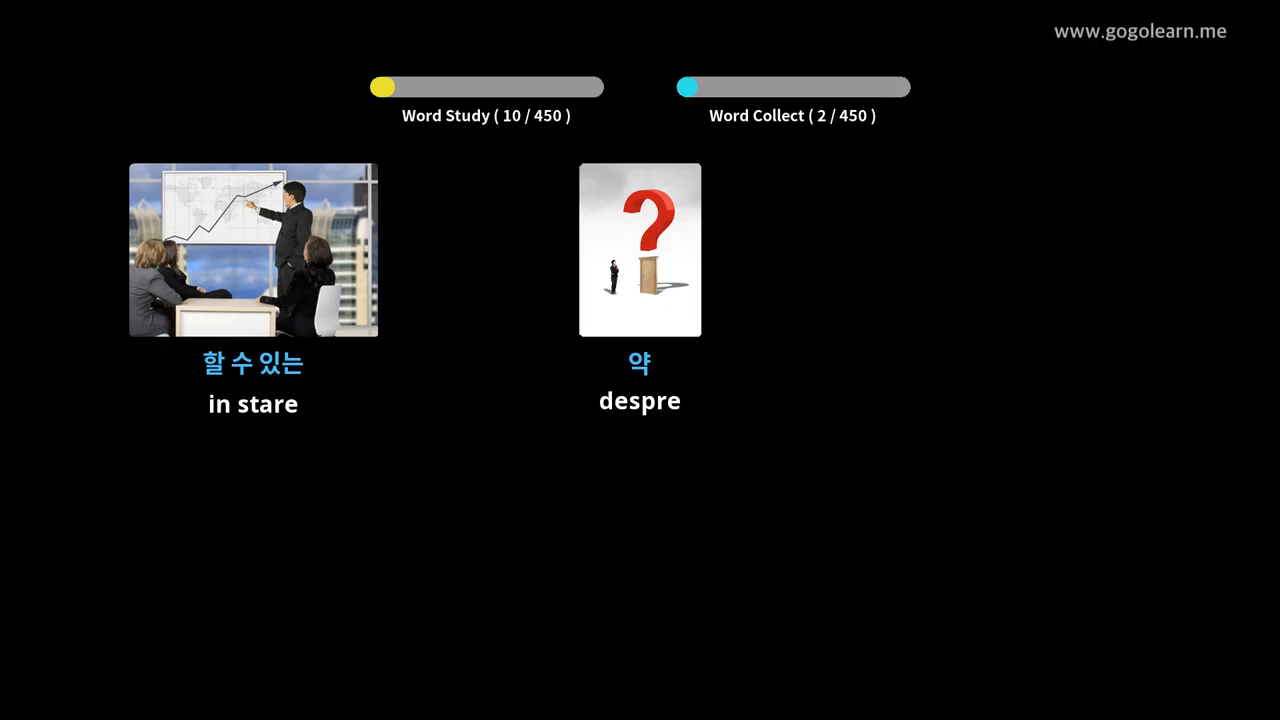 www.gogolearn.me
Word Study ( 10 / 450 )
Word Collect ( 2 / 450 )
할 수 있는
in stare
약
despre